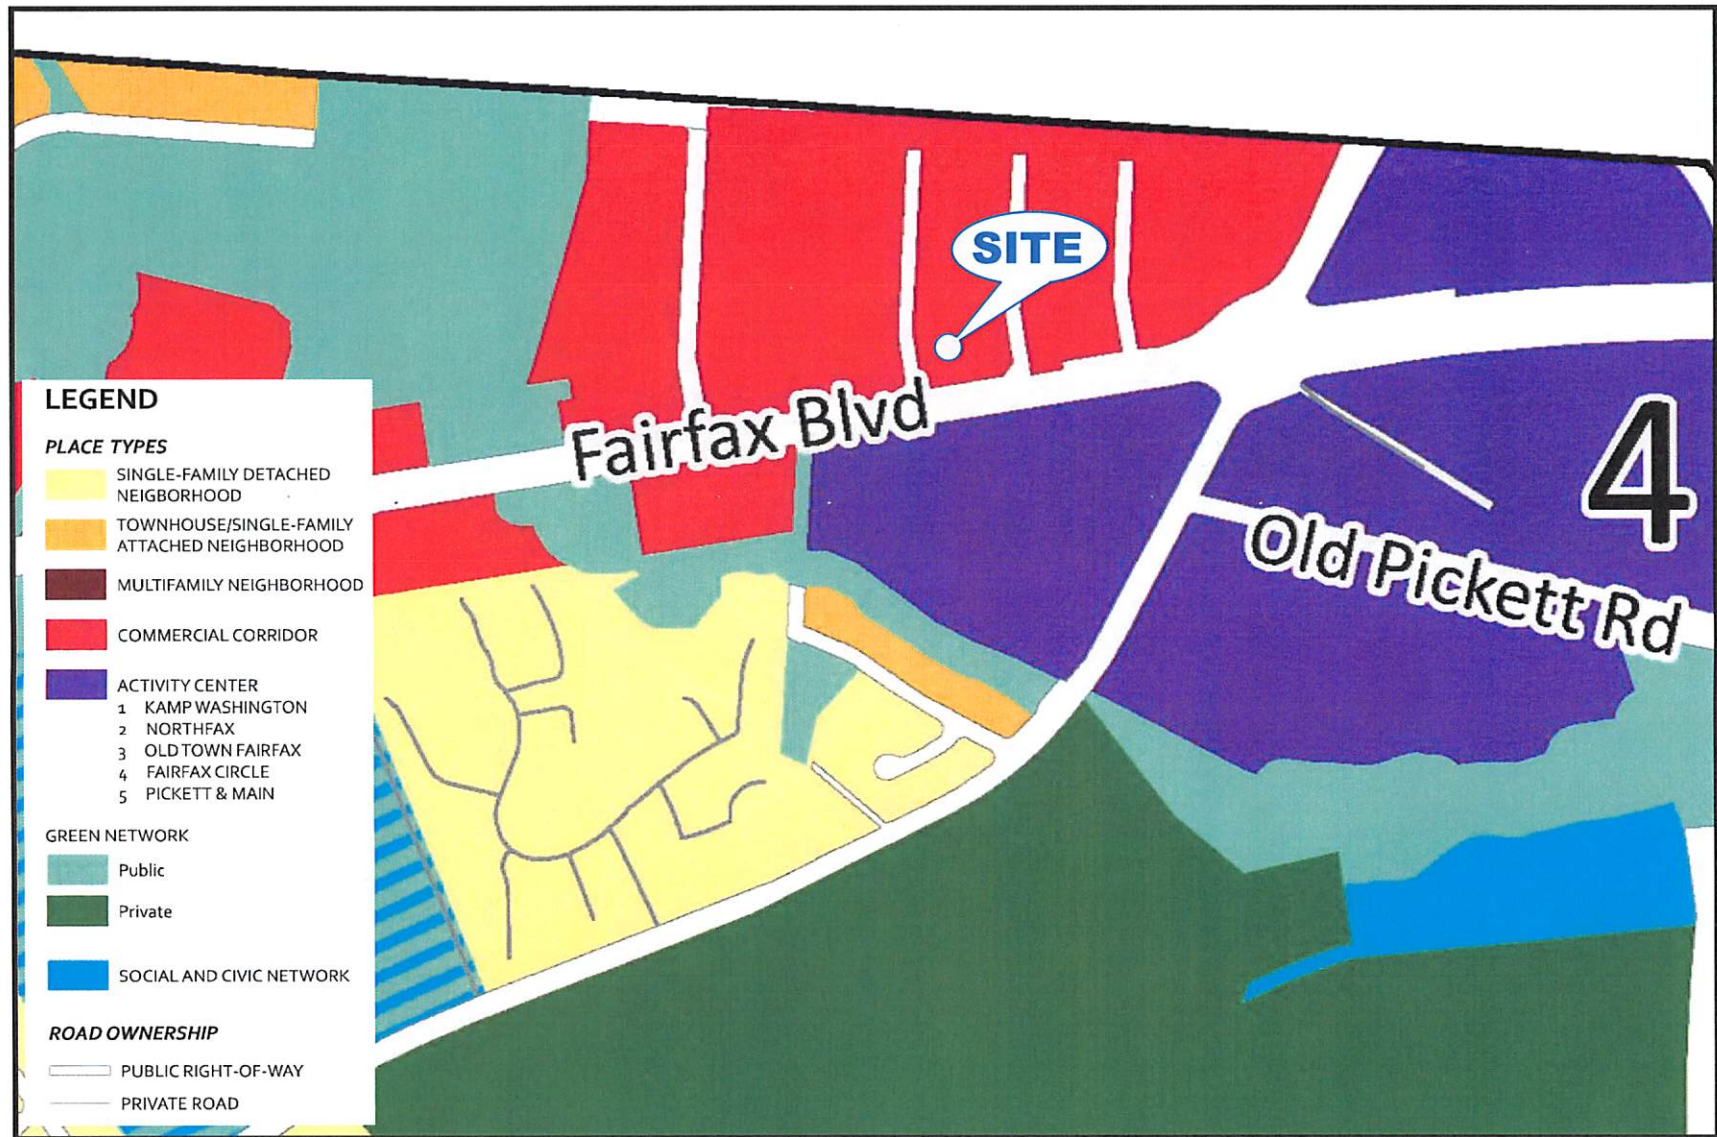 SITE
Fairfax Blvd
4
Old Pickett Rd
LEGEND
PLACE TYPES
SINGLE-FAMILY DETACHED
NEIGBORHOOD
TOWNHOUSE/SINGLE-FAMILY
ATTACHED NEIGHBORHOOD
MULTIFAMILY NEIGHBORHOOD
COMMERCIAL CORRIDOR
ACTIVITY CENTER
1 KAMP WASHINGTON
2 NORTHFAX
3 OLD TOWN FAIRFAX
4 FAIRFAX CIRCLE
5 PICKETT & MAIN
GREEN NETWORK
Public
Private
SOCIAL AND CIVIC NETWORK
ROAD OWNERSHIP
PUBLIC RIGHT-OF-WAY
PRIVATE ROAD